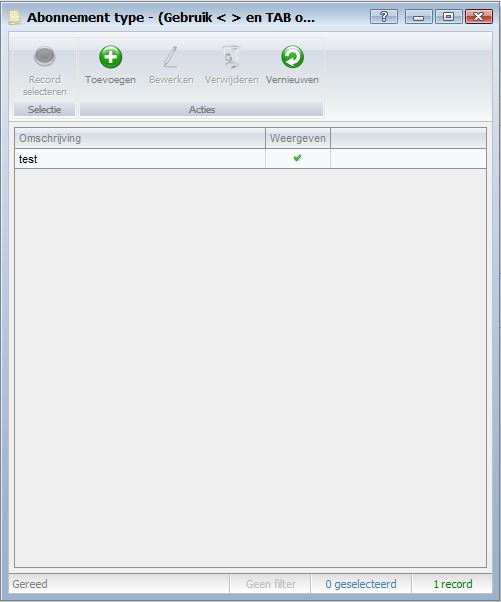 Abonnement type - (Gebruik < > en TAB o...
Record selecteren
Toevoegen
Bewerken
Verwijderen
Vernieuwen
Selectie
Acties
Omschrijving Weergeven
test
Gereed Geen filter 0 geselecteerd 1 record